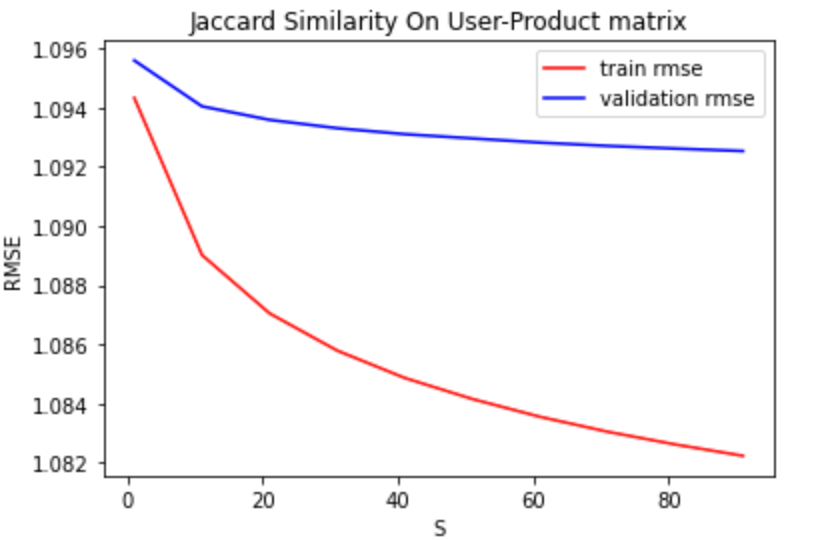 Jaccard Similarity On User-Product matrix
1.096
1.094
1.092
1.090
1.088
1.086
1.084
1.082
RMSE
train rmse
validation rmse
0 20 40 60 80
S